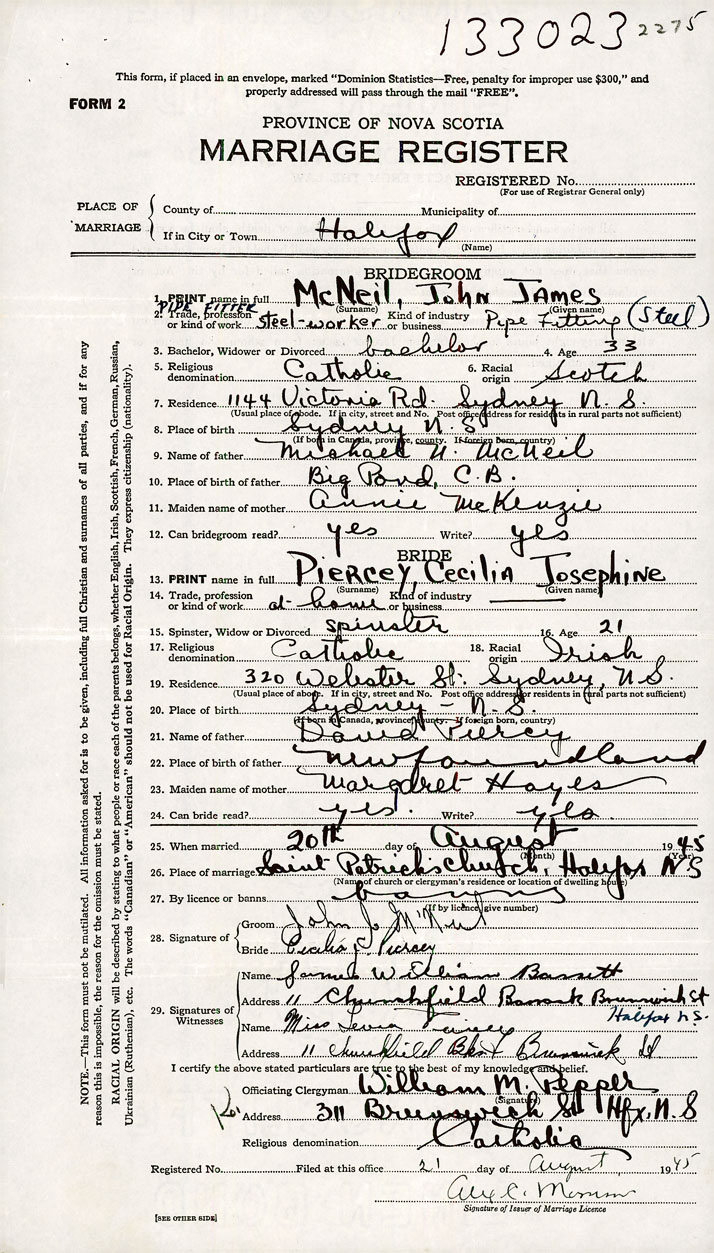 133023 2275
This form, if placed in an envelope, marked "Dominion Statistics—Free, penalty for improper use $300," and
properly addressed will pass through the mail "FREE".
FORM 2
PROVINCE OF NOVA SCOTIA
MARRIAGE REGISTER
REGISTERED No.
(For use of Registrar General only)
PLACE OF MARRIAGE
County of Municipality of
If in City or Town Halifax
(Name)
BRIDEGROOM
1. PRINT name in full McNeil, John James
(Surname) (Given name)
PIPE FITTER
2. Trade, profession or kind of work steel-worker Kind of industry or business Pipe Fitting (Steel)
3. Bachelor, Widower or Divorced bachelor 4. Age 33
5. Religious denomination Catholic 6. Racial origin Scotch
7. Residence 1144 Victoria Rd. Sydney N.S.
(Usual place of abode. If in city, street and No. Post office address for residents in rural parts not sufficient)
8. Place of birth Sydney N.S.
(If born in Canada, province, county. If foreign born, country)
9. Name of father Michael N. McNeil
10. Place of birth of father Big Pond, C.B.
11. Maiden name of mother Annie McKenzie
12. Can bridegroom read? yes Write? yes
BRIDE
13. PRINT name in full Piercey, Cecilia Josephine
(Surname) (Given name)
14. Trade, profession or kind of work at home Kind of industry or business
15. Spinster, Widow or Divorced spinster 16. Age 21
17. Religious denomination Catholic 18. Racial origin Irish
19. Residence 320 Webster St. Sydney, N.S.
(Usual place of abode. If in city, street and No. Post office address for residents in rural parts not sufficient)
20. Place of birth Sydney - N.S.
(If born in Canada, province, county. If foreign born, country)
21. Name of father David Piercy
22. Place of birth of father Newfoundland
23. Maiden name of mother Margaret Hayes
24. Can bride read? yes. Write? yes.
25. When married 20th day of August 1945
(Month) (Year)
26. Place of marriage Saint Patrick's Church, Halifax N.S
(Name of church or clergyman's residence or location of dwelling house)
27. By licence or banns banns
(If by licence, give number)
28. Signature of
Groom John J. McNeil
Bride Cecilia J. Piercey
29. Signatures of Witnesses
Name James William Bassett
Address 11 Churchfield Barrack Brunswick St
Halifax N.S.
Name Miss
Address 11 Churchfield Bks Brunswick St
I certify the above stated particulars are true to the best of my knowledge and belief.
Officiating Clergyman William M. Pepper
(Signature)
Address 311 Brunswick St Hfx, N.S
Religious denomination Catholic
Registered No. Filed at this office 21 day of August 1945
Signature of Issuer of Marriage Licence
[SEE OTHER SIDE]
NOTE.—This form must not be mutilated. All information asked for is to be given, including full Christian and surnames of all parties, and if for any
reason this is impossible, the reason for the omission must be stated.
RACIAL ORIGIN will be described by stating to what people or race each of the parents belongs, whether English, Irish, Scottish, French, German, Russian,
Ukrainian (Ruthenian), etc. The words "Canadian" or "American" should not be used for Racial Origin. They express citizenship (nationality).